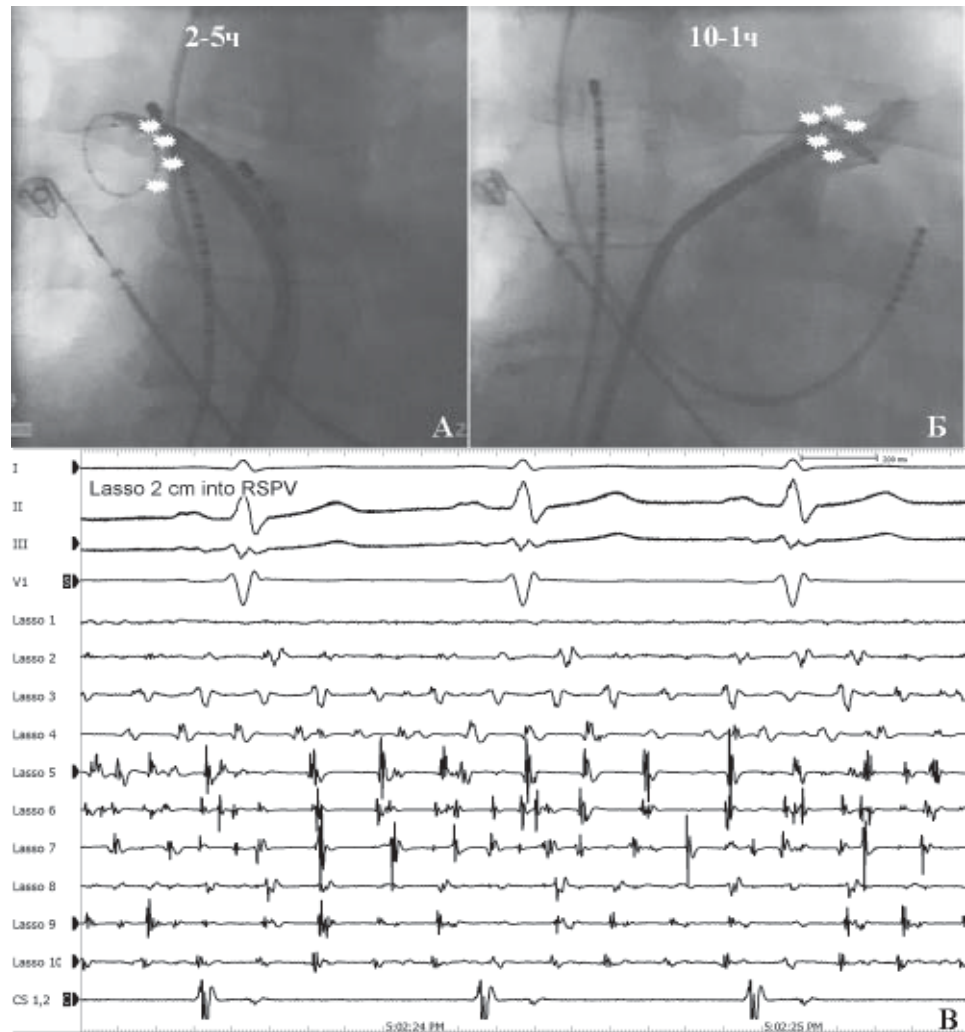 2-5ч
10-1ч
А
Б
I
200 ms
Lasso 2 cm into RSPV
II
III
V1
S
Lasso 1
Lasso 2
Lasso 3
Lasso 4
Lasso 5
Lasso 6
Lasso 7
Lasso 8
Lasso 9
Lasso 10
CS 1,2
5:02:24 PM
5:02:25 PM
В